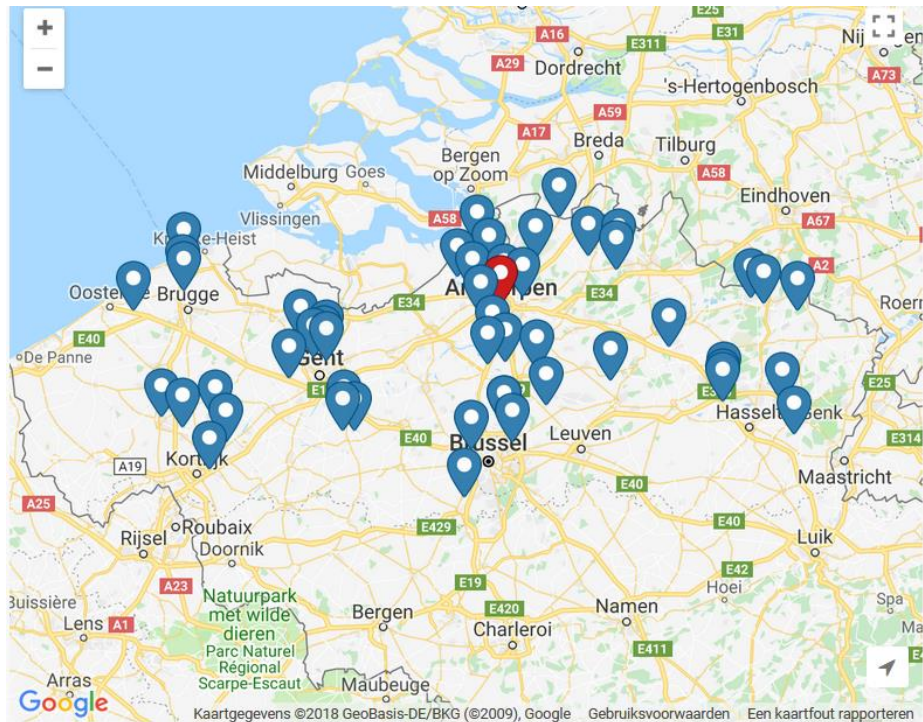 +
−
E25
A16
E311
E31
Dordrecht
A29
A73
's-Hertogenbosch
A59
A17
Breda
Tilburg
Bergen
op Zoom
A58
Middelburg
Goes
Eindhoven
Vlissingen
A58
A67
A2
Oosten
Brugge
E34
E34
E40
De Panne
Gent
E25
Hasselt
Genk
E40
Brussel
Leuven
E314
A19
Kortrijk
Maastricht
A25
E40
Roubaix
E429
E40
Rijsel
Doornik
Luik
E19
E42
A23
Natuurpark
met wilde
dieren
Parc Naturel
Régional
Scarpe-Escaut
Hoei
Buissière
Bergen
E420
Namen
Spa
Lens
A1
Charleroi
E411
Arras
Maubeuge
Google
Kaartgegevens ©2018 GeoBasis-DE/BKG (©2009), Google
Gebruiksvoorwaarden
Een kaartfout rapporteren